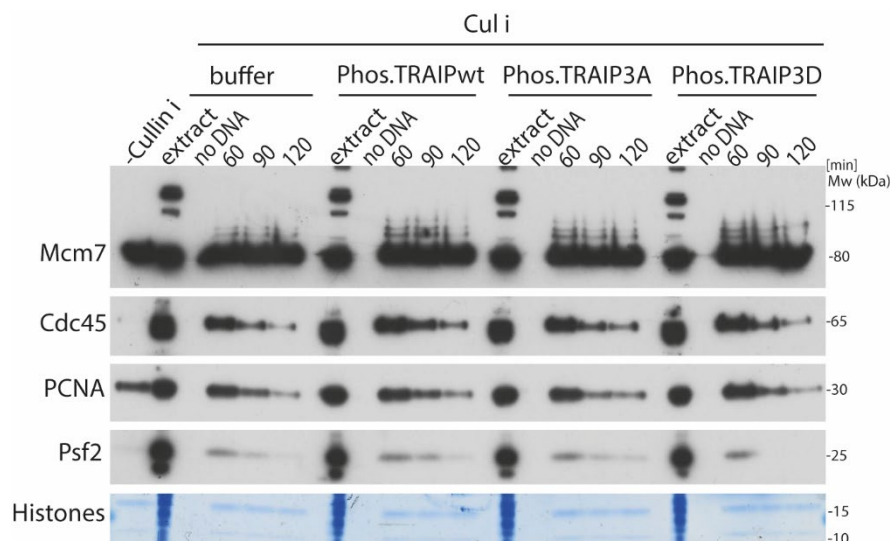 Cul i
buffer Phos.TRAIPwt Phos.TRAIP3A Phos.TRAIP3D
-Cullin i extract no DNA 60 90 120 extract no DNA 60 90 120 extract no DNA 60 90 120 extract no DNA 60 90 120 [min]
Mw (kDa)
-115
Mcm7 -80
Cdc45 -65
PCNA -30
Psf2 -25
Histones -15
-10